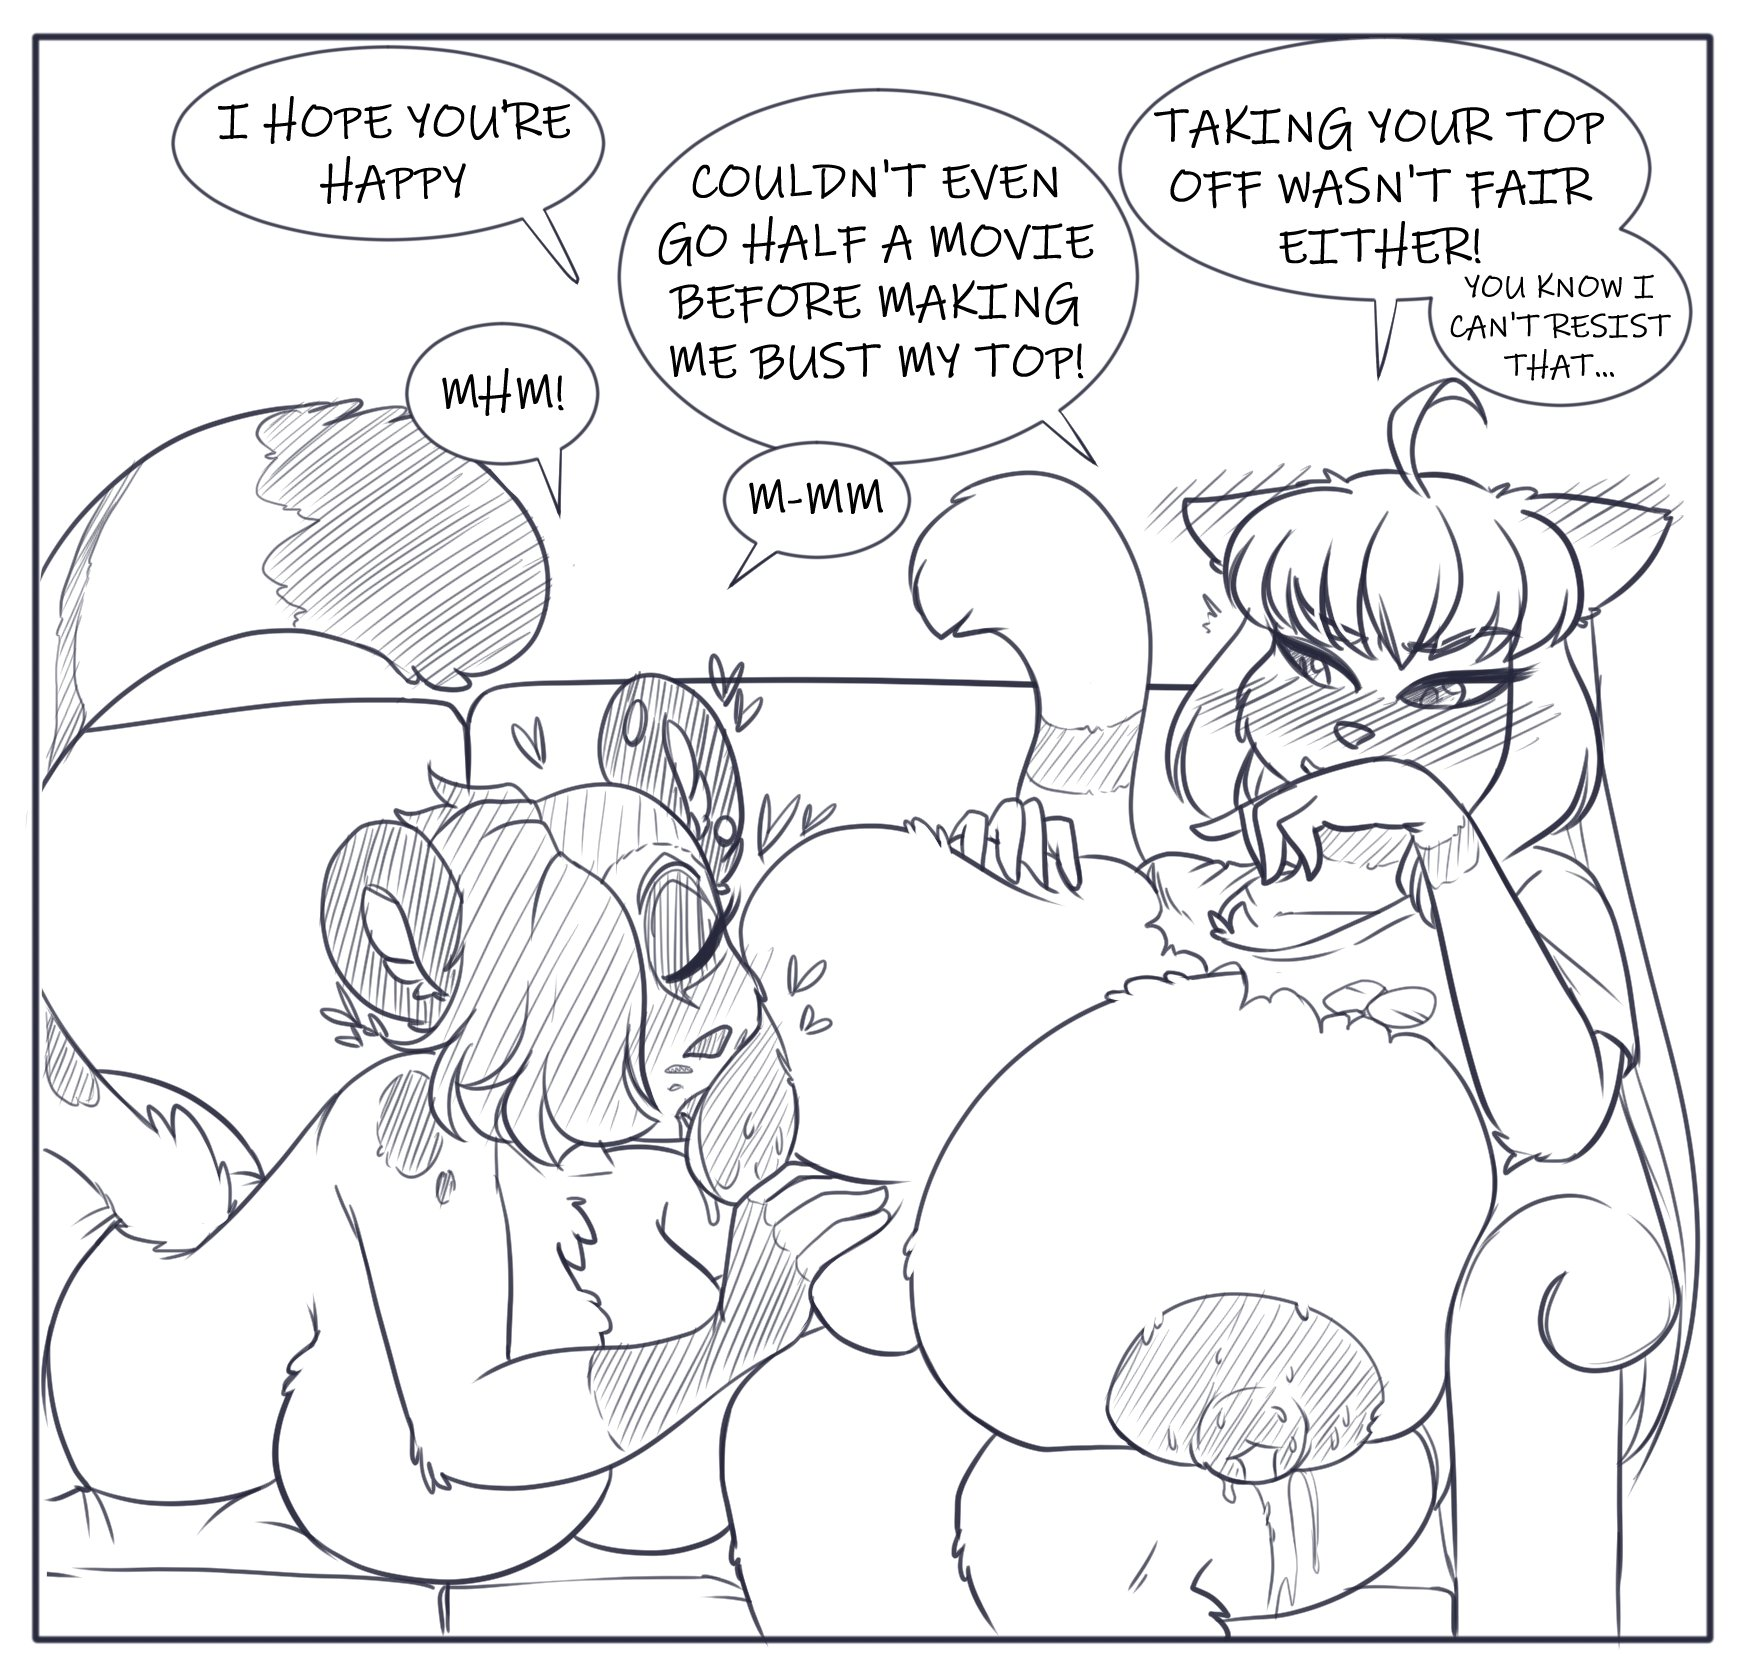 I HOPE YOU'RE
HAPPY
MHM!
COULDN'T EVEN
GO HALF A MOVIE
BEFORE MAKING
ME BUST MY TOP!
M-MM
TAKING YOUR TOP
OFF WASN'T FAIR
EITHER!
YOU KNOW I
CAN'T RESIST
THAT...